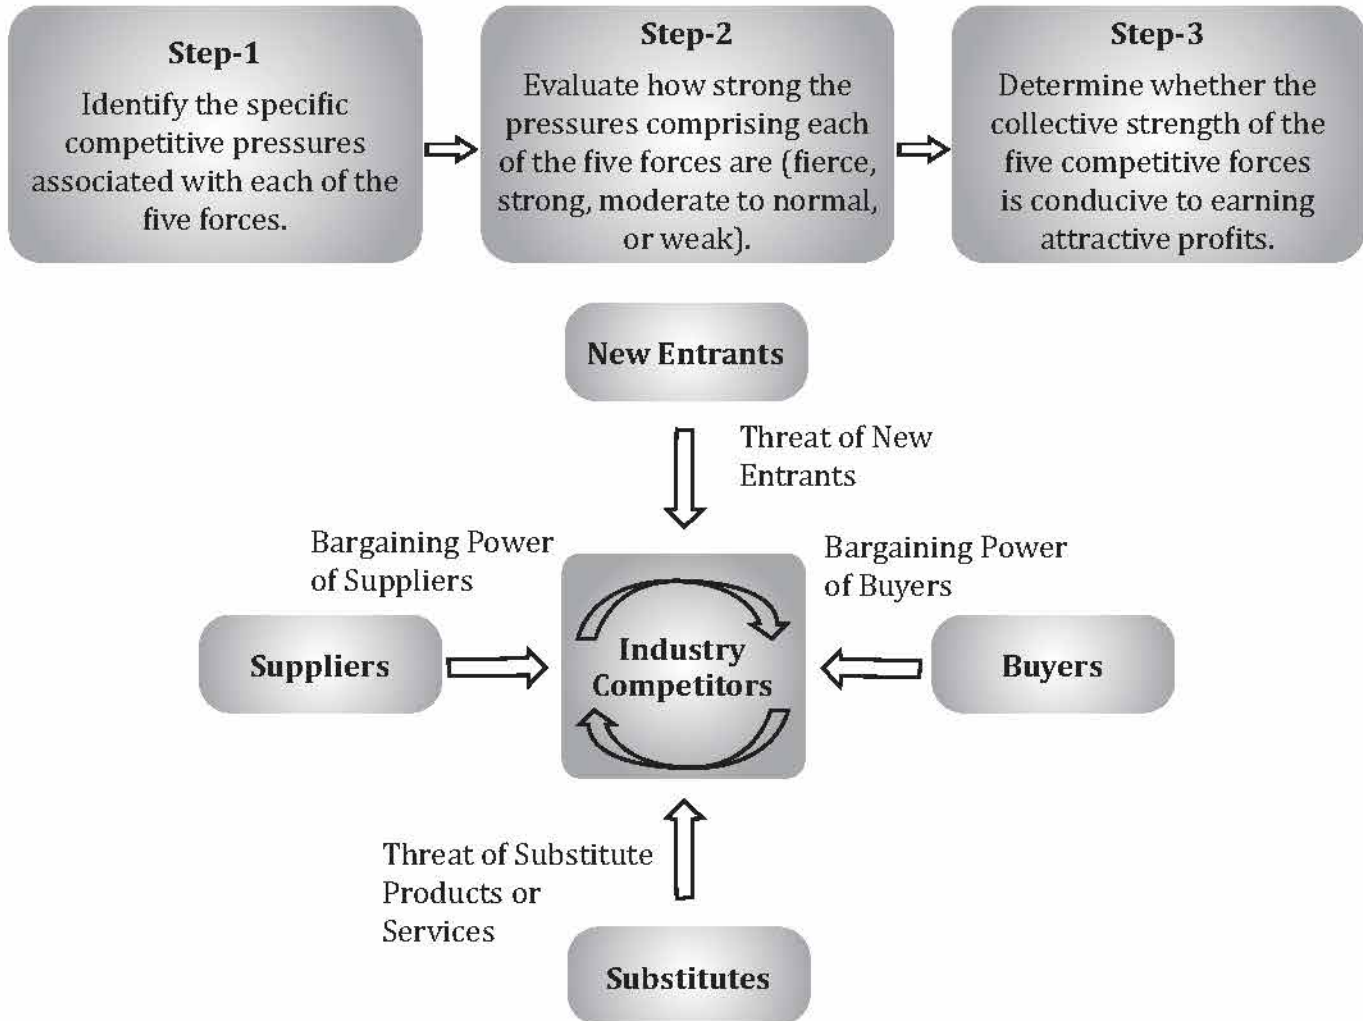 Step-1
Identify the specific
competitive pressures
associated with each of the
five forces.
Step-2
Evaluate how strong the
pressures comprising each
of the five forces are (fierce,
strong, moderate to normal,
or weak).
Step-3
Determine whether the
collective strength of the
five competitive forces
is conducive to earning
attractive profits.
New Entrants
Threat of New
Entrants
Bargaining Power
of Suppliers
Bargaining Power
of Buyers
Suppliers
Industry
Competitors
Buyers
Threat of Substitute
Products or
Services
Substitutes